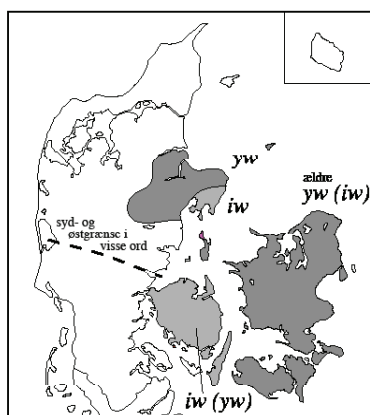 yw
ældre
yw (iw)
iw
syd- og
østgrænse i
visse ord
iw (yw)